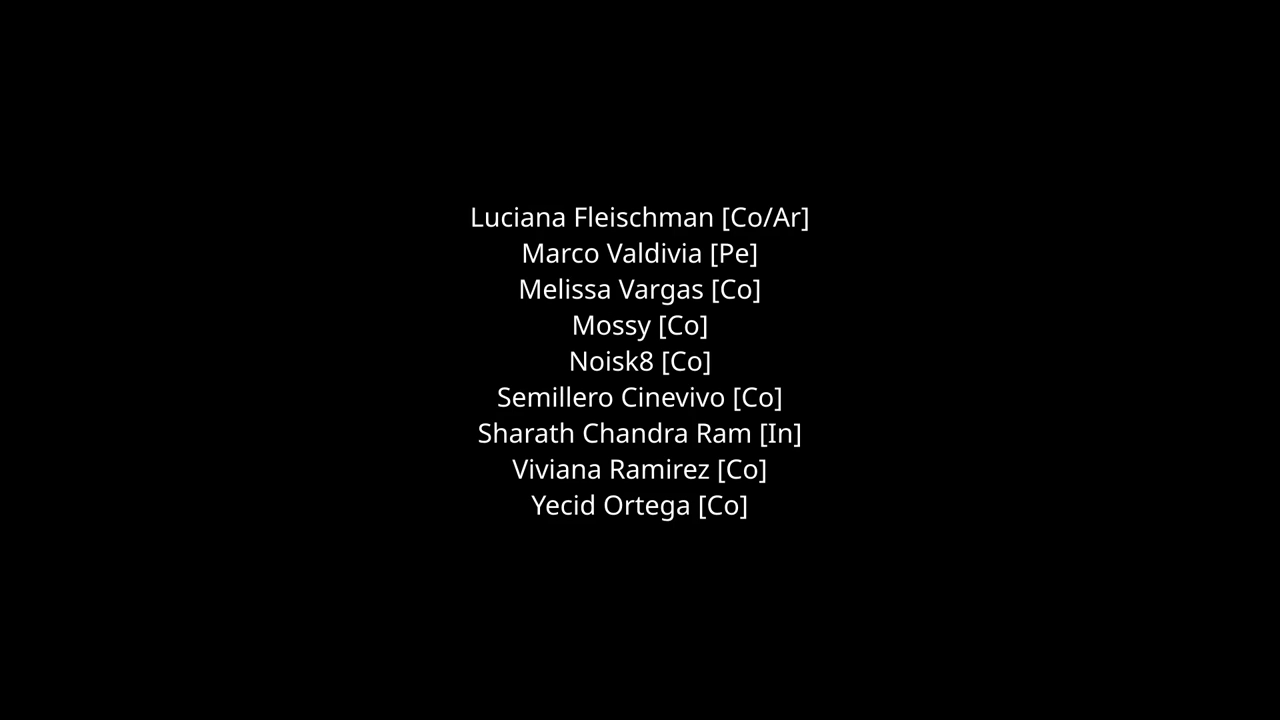 Luciana Fleischman [Co/Ar]
Marco Valdivia [Pe]
Melissa Vargas [Co]
Mossy [Co]
Noisk8 [Co]
Semillero Cinevivo [Co]
Sharath Chandra Ram [In]
Viviana Ramirez [Co]
Yecid Ortega [Co]